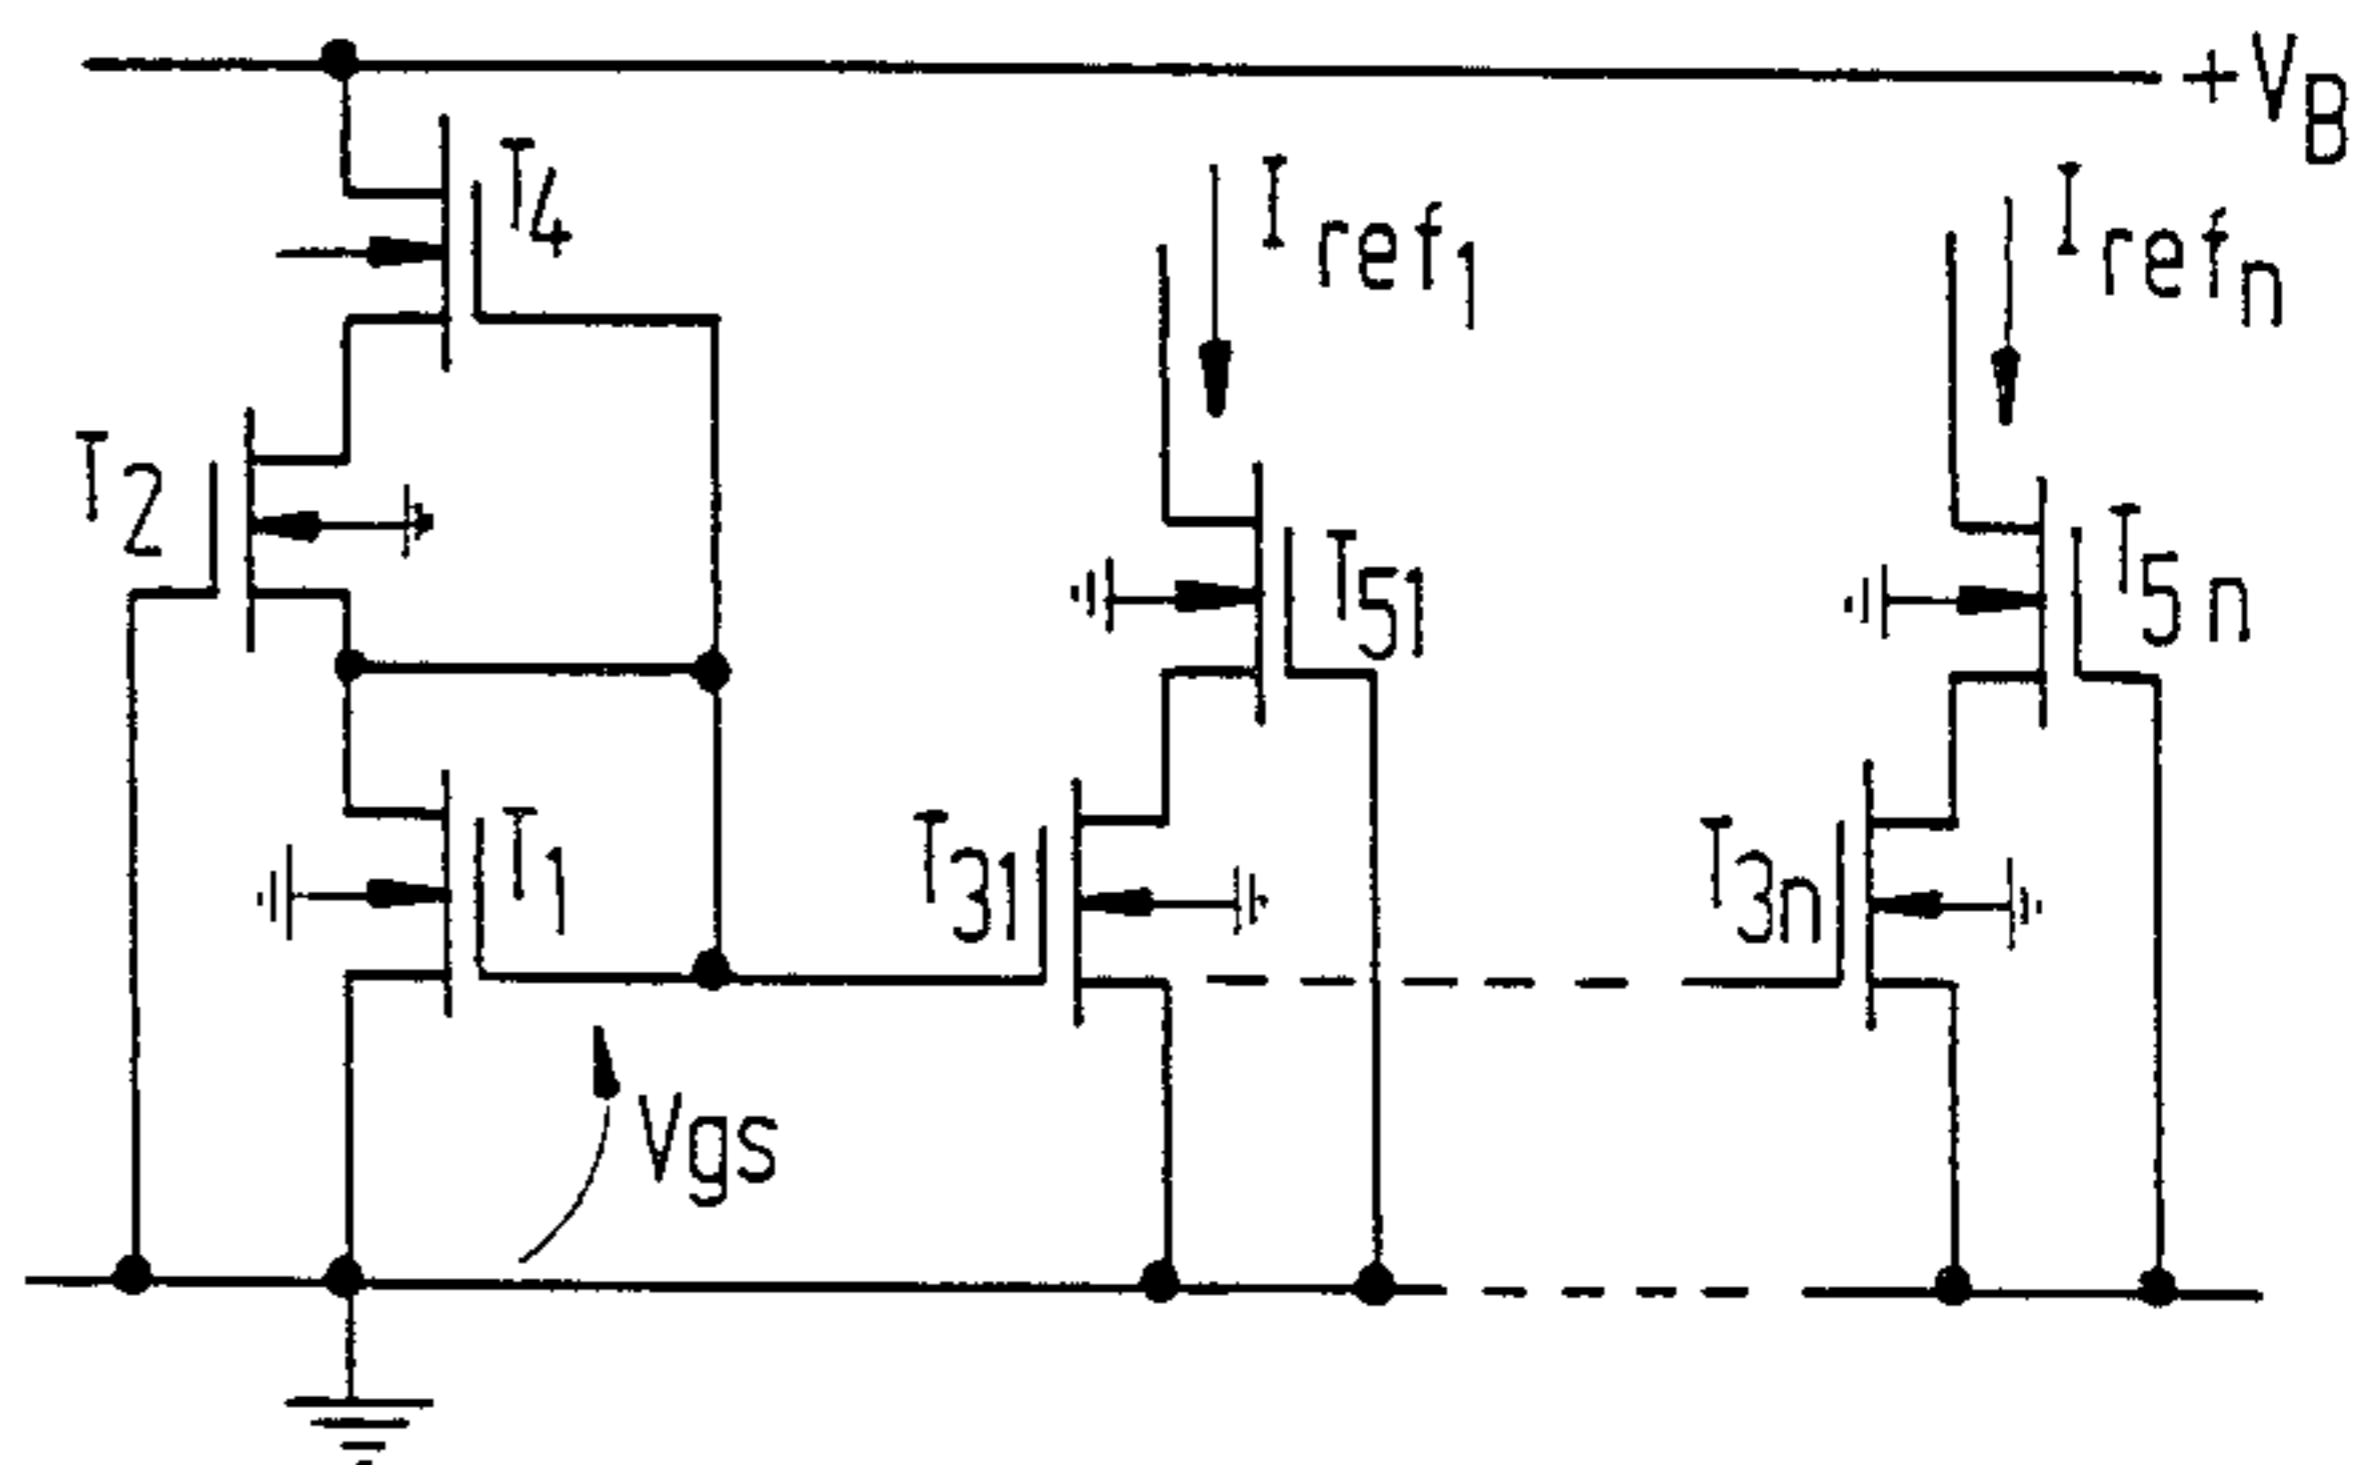 +VB
T4
Iref1
Irefn
T2
T51
T5n
T1
T31
T3n
Vgs